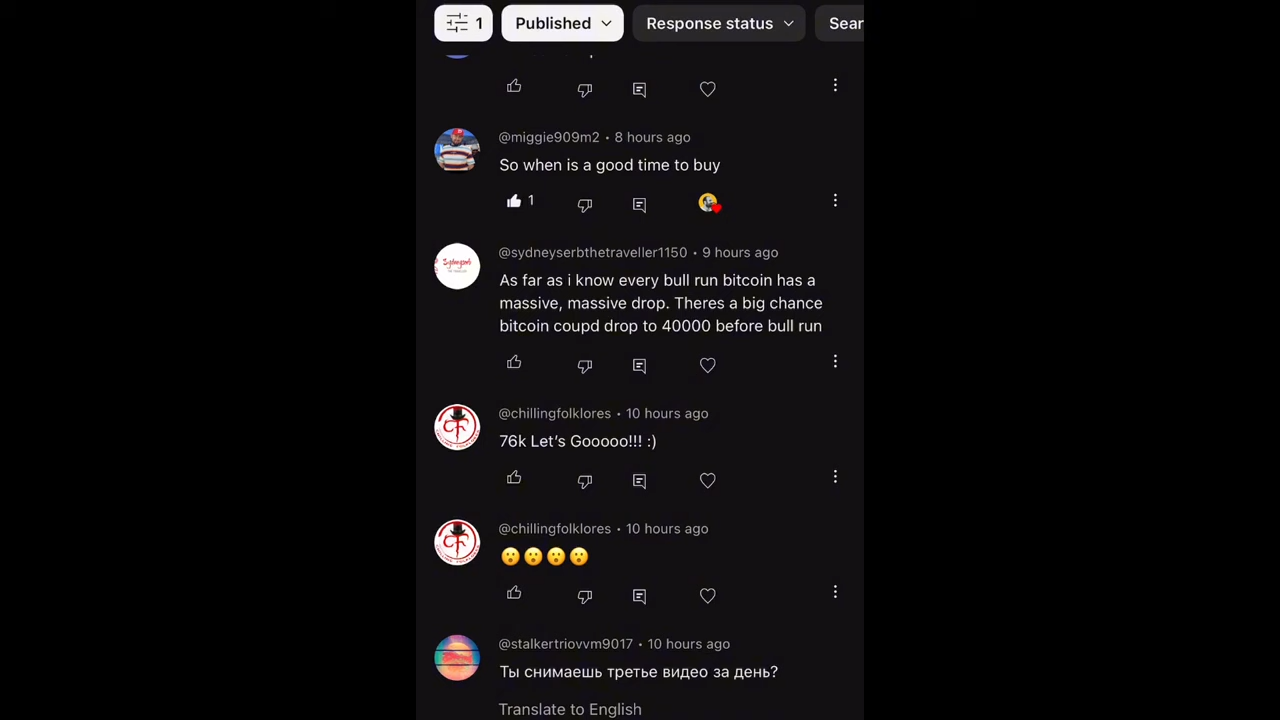 1
Published
Response status
Sear
@miggie909m2 • 8 hours ago
So when is a good time to buy
1
@sydneyserbthetraveller1150 • 9 hours ago
As far as i know every bull run bitcoin has a
massive, massive drop. Theres a big chance
bitcoin coupd drop to 40000 before bull run
@chillingfolklores • 10 hours ago
76k Let’s Gooooo!!! :)
@chillingfolklores • 10 hours ago
😮😮😮😮
@stalkertriovvm9017 • 10 hours ago
Ты снимаешь третье видео за день?
Translate to English